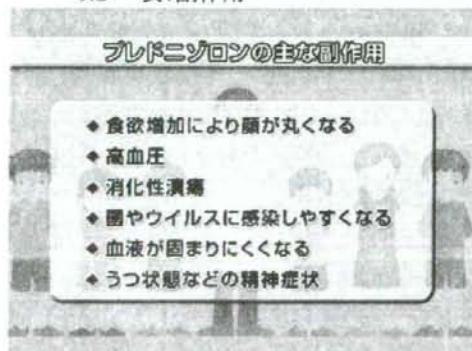 プレドニゾロンの主な副作用
◆ 食欲増加により顔が丸くなる
◆ 高血圧
◆ 消化性潰瘍
◆ 菌やウイルスに感染しやすくなる
◆ 血液が固まりにくくなる
◆ うつ状態などの精神症状